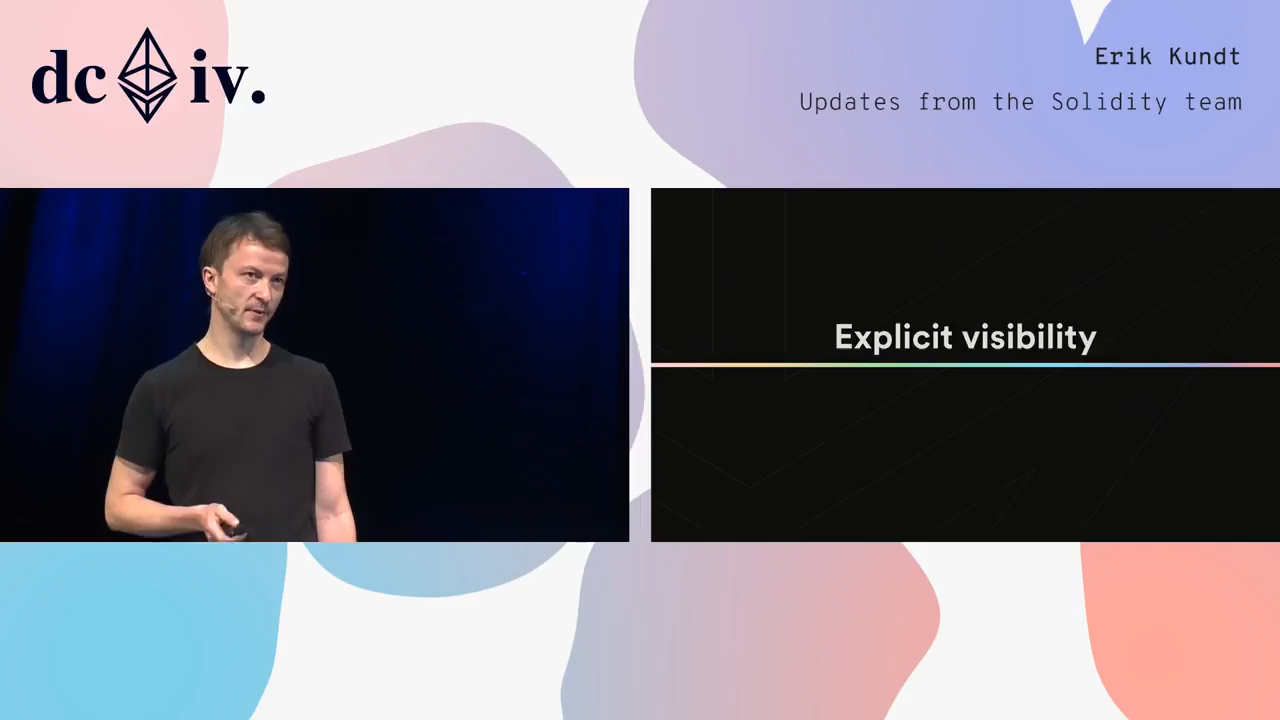 dc iv.
Erik Kundt
Updates from the Solidity team
Explicit visibility